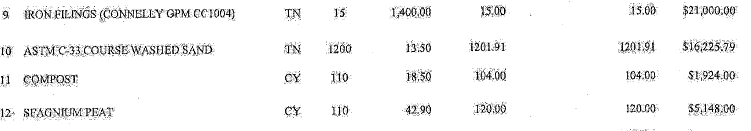 9 IRON FILINGS (CONNELLY GPM CC1004) TN 15 1,400.00 15.00 15.00 $21,000.00
10 ASTM C-33 COURSE WASHED SAND TN 1200 13.50 1201.91 1201.91 $16,225.79
11 COMPOST CY 110 18.50 104.00 104.00 $1,924.00
12 SFAGNIUM PEAT CY 110 42.90 120.00 120.00 $5,148.00